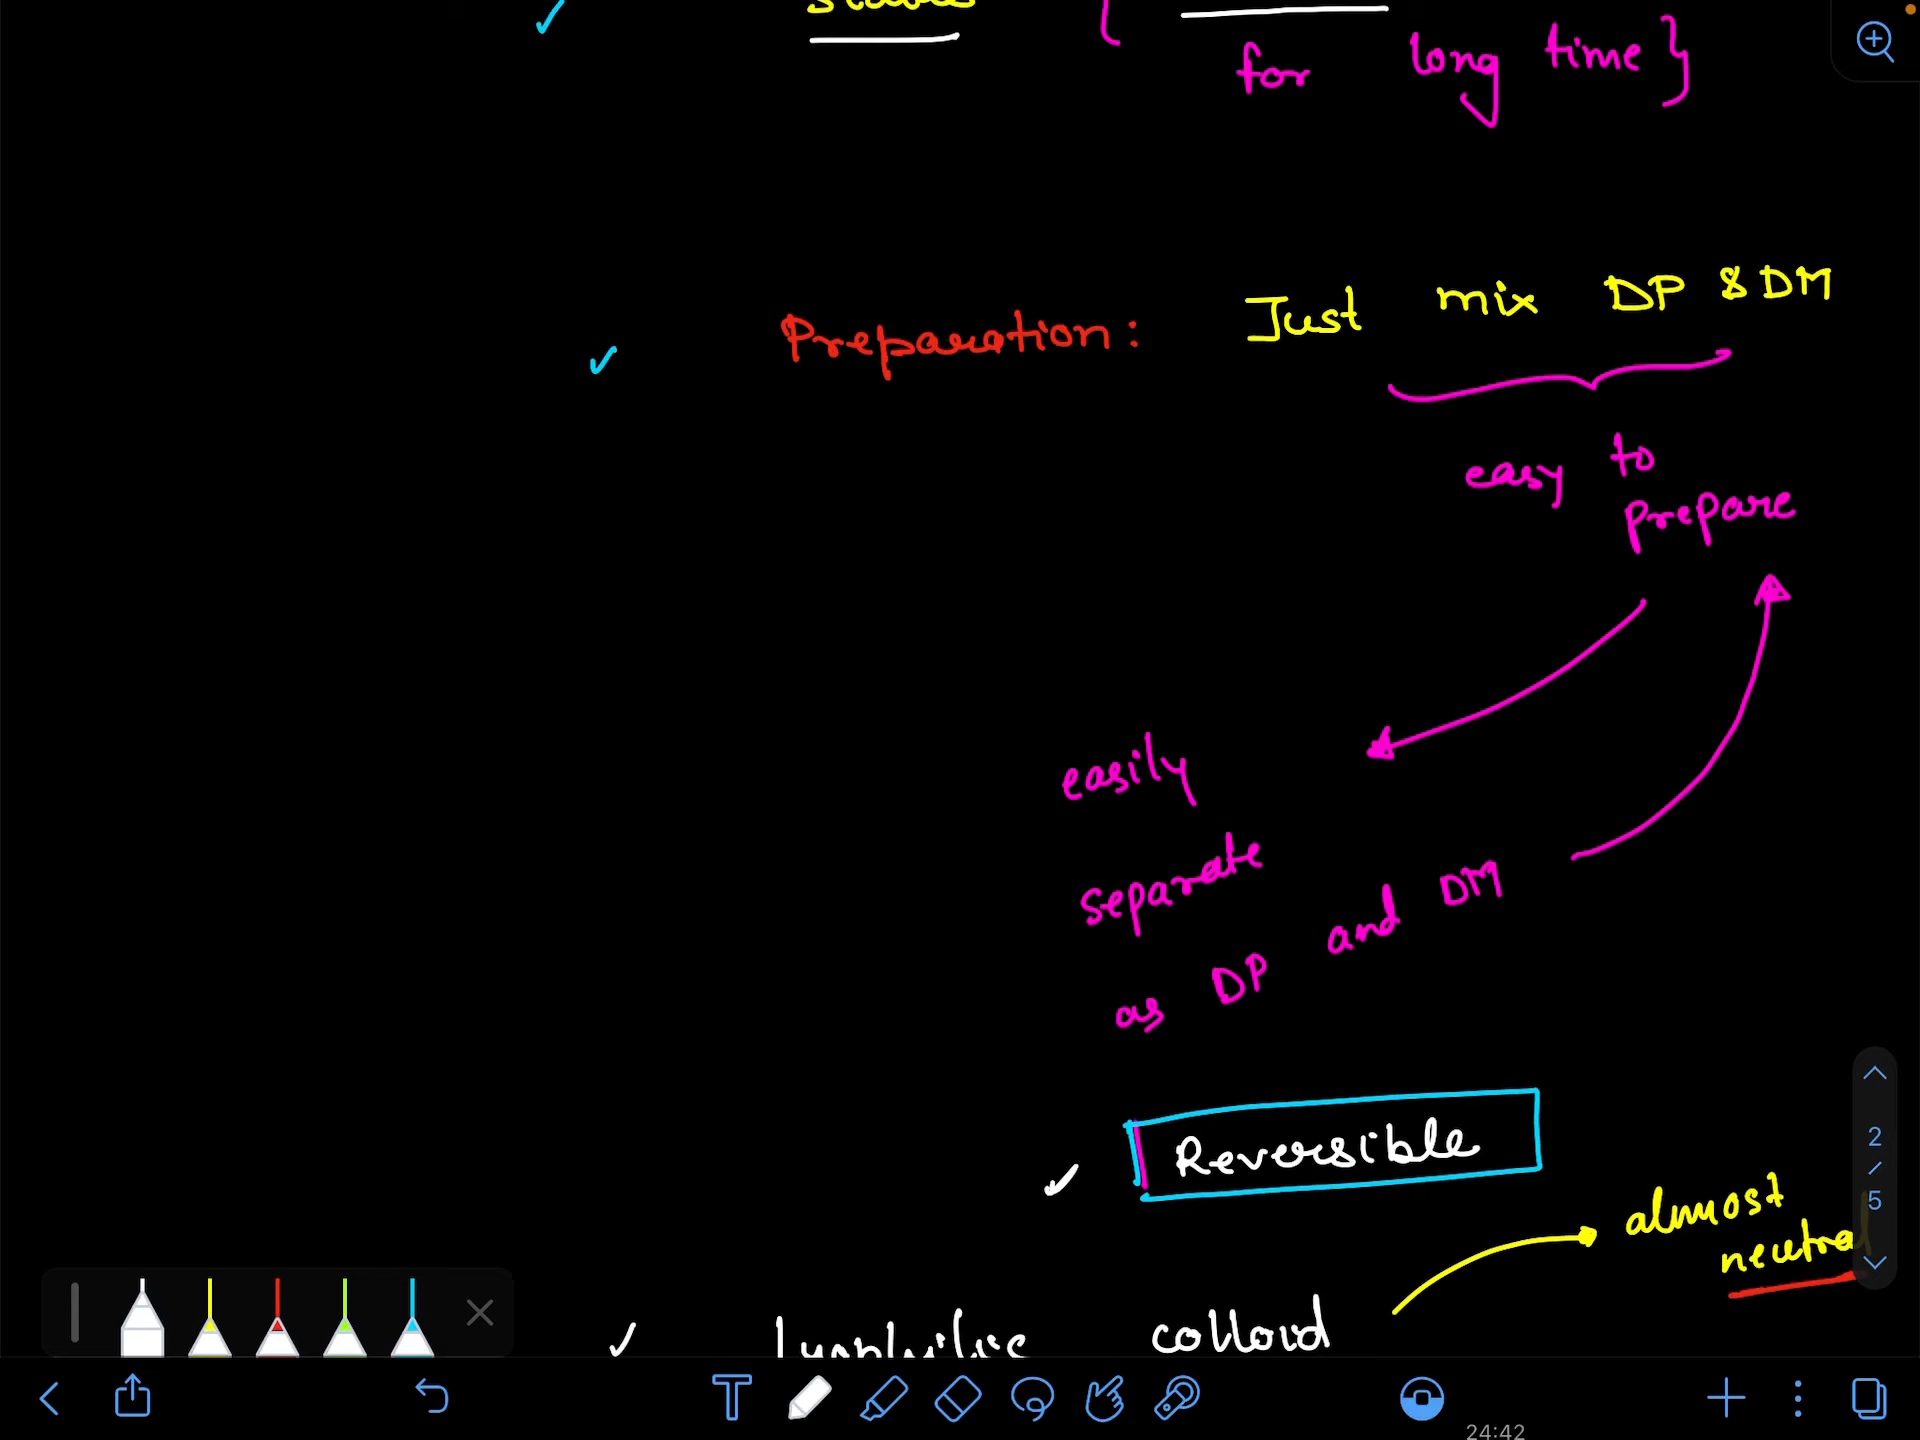 for long time}
Preparation: Just mix DP & DM
easy to
prepare
easily
separate
as DP and DM
Reversible
almost
neutral
colloid
2
/
5
24:42